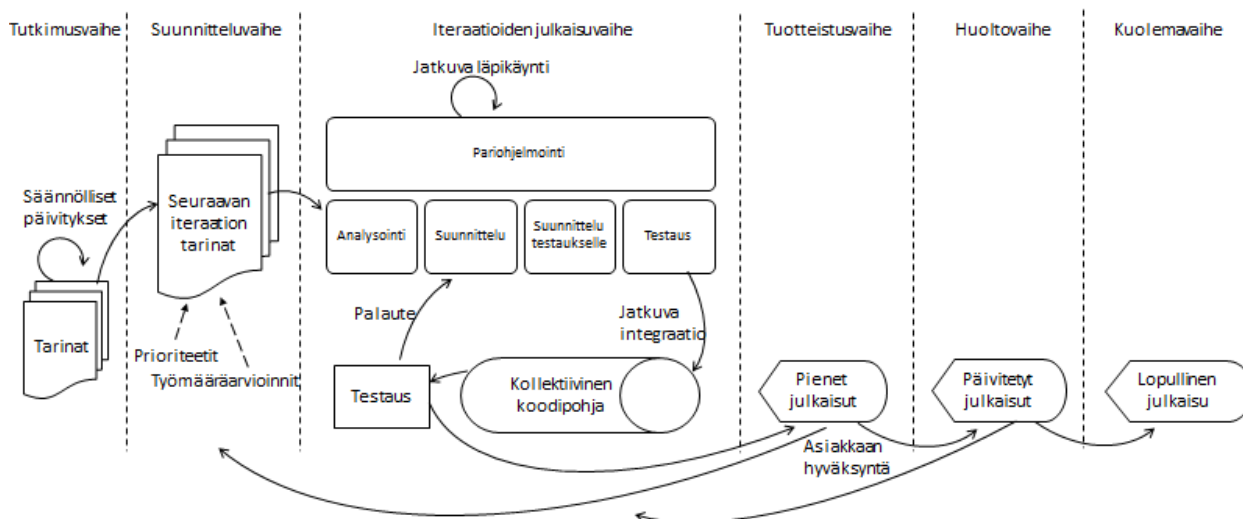 Tutkimusvaihe
Suunnitteluvaihe
Iteraatioiden julkaisuvaihe
Tuotteistusvaihe
Huoltovaihe
Kuolemavaihe
Jatkuva läpikäynti
Pariohjelmointi
Säännölliset
päivitykset
Seuraavan
iteraation
tarinat
Analysointi
Suunnittelu
Suunnittelu
testaukselle
Testaus
Tarinat
Prioriteetit
Työmääräarvioinnit
Palaute
Jatkuva
integraatio
Testaus
Kollektiivinen
koodipohja
Pienet
julkaisut
Päivitetyt
julkaisut
Lopullinen
julkaisu
Asiakkaan
hyväksyntä